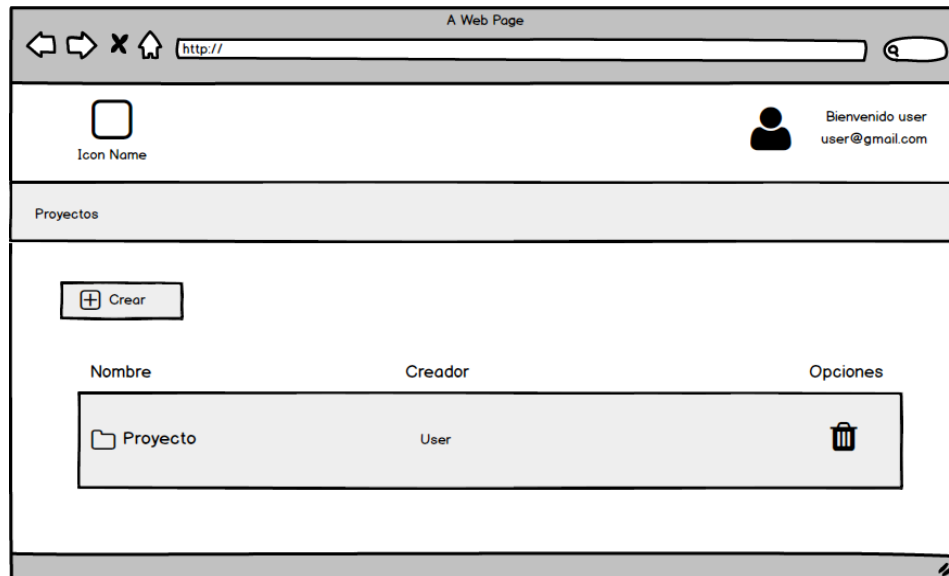 A Web Page
http://
Icon Name
Bienvenido user
user@gmail.com
Proyectos
Crear
Nombre Creador Opciones
Proyecto User